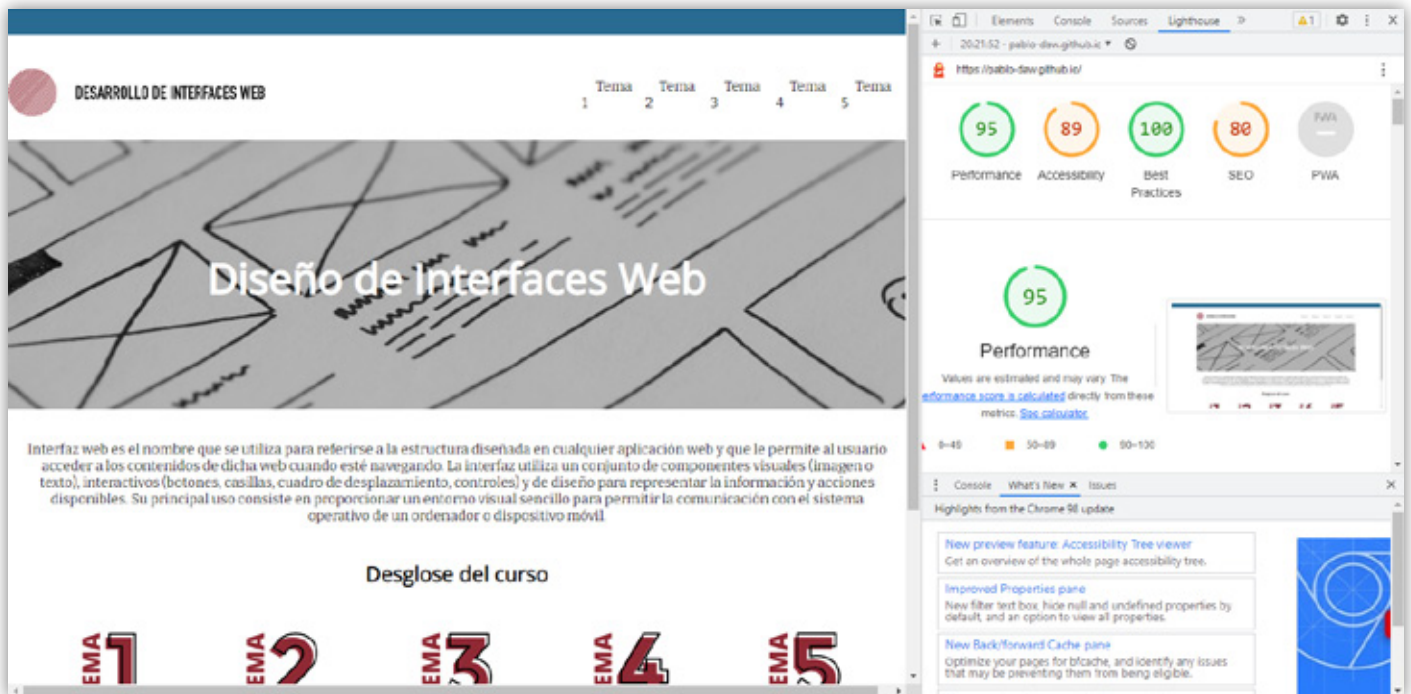 DESARROLLO DE INTERFACES WEB
Tema 1 Tema 2 Tema 3 Tema 4 Tema 5
Diseño de Interfaces Web
Interfaz web es el nombre que se utiliza para referirse a la estructura diseñada en cualquier aplicación web y que le permite al usuario
acceder a los contenidos de dicha web cuando esté navegando. La interfaz utiliza un conjunto de componentes visuales (imagen o
texto), interactivos (botones, casillas, cuadro de desplazamiento, controles) y de diseño para representar la información y acciones
disponibles. Su principal uso consiste en proporcionar un entorno visual sencillo para permitir la comunicación con el sistema
operativo de un ordenador o dispositivo móvil
Desglose del curso
EMA 1 EMA 2 EMA 3 EMA 4 EMA 5
Elements Console Sources Lighthouse » 1
+ 20:21:52 - pablo-daw.github.ic
https://pablo-daw.github.io/
95 89 100 80 PWA
Performance Accessibility Best SEO PWA
Practices
95
Performance
Values are estimated and may vary. The
erformance score is calculated directly from these
metrics. See calculator.
0–49 50–89 90–100
Console What's New × Issues
Highlights from the Chrome 98 update
New preview feature: Accessibility Tree viewer
Get an overview of the whole page accessibility tree.
Improved Properties pane
New filter text box, hide null and undefined properties by
default, and an option to view all properties.
New Back/forward Cache pane
Optimize your pages for bfcache, and identify any issues
that may be preventing them from being eligible.